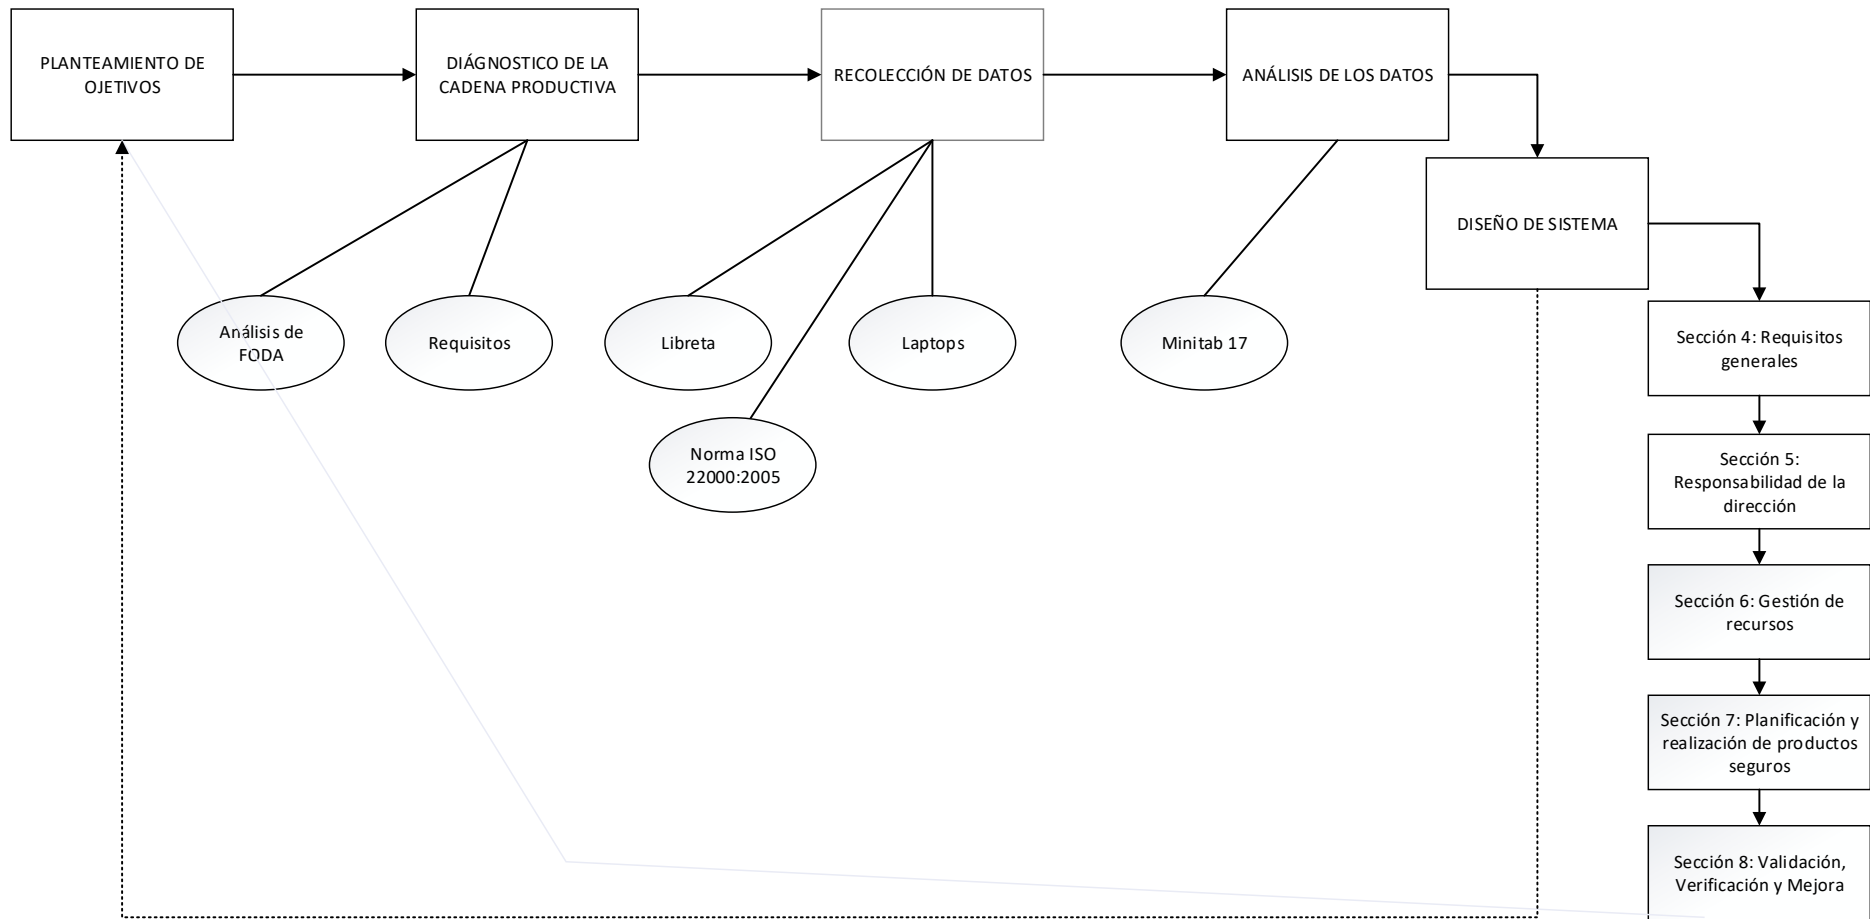 PLANTEAMIENTO DE
OJETIVOS
DIÁGNOSTICO DE LA
CADENA PRODUCTIVA
RECOLECCIÓN DE DATOS
ANÁLISIS DE LOS DATOS
DISEÑO DE SISTEMA
Análisis de
FODA
Requisitos
Libreta
Laptops
Minitab 17
Norma ISO
22000:2005
Sección 4: Requisitos
generales
Sección 5:
Responsabilidad de la
dirección
Sección 6: Gestión de
recursos
Sección 7: Planificación y
realización de productos
seguros
Sección 8: Validación,
Verificación y Mejora